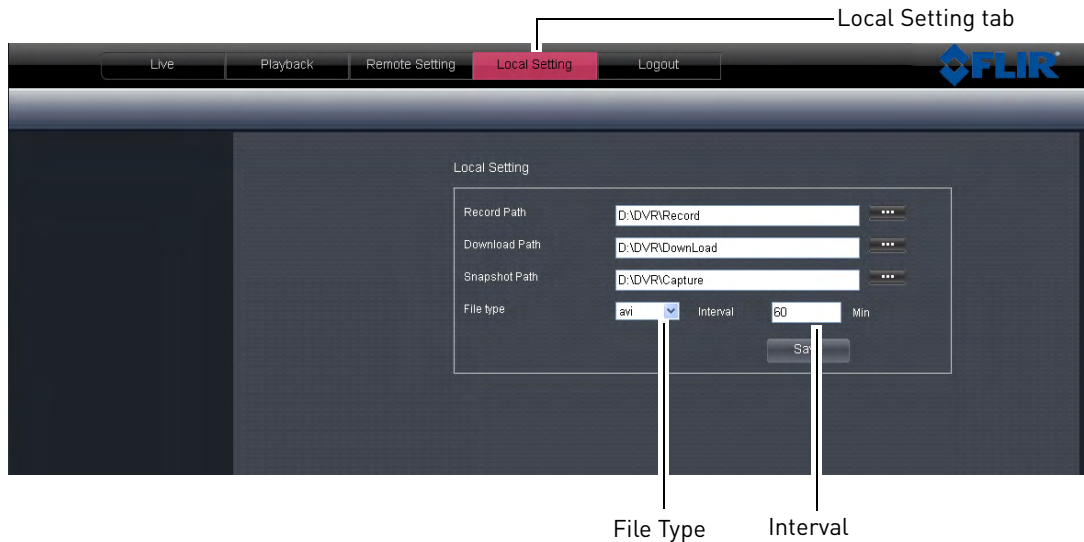 Local Setting tab
Live Playback Remote Setting Local Setting Logout
FLIR
Local Setting
Record Path D:\DVR\Record ...
Download Path D:\DVR\DownLoad ...
Snapshot Path D:\DVR\Capture ...
File type avi Interval 60 Min
File Type Interval